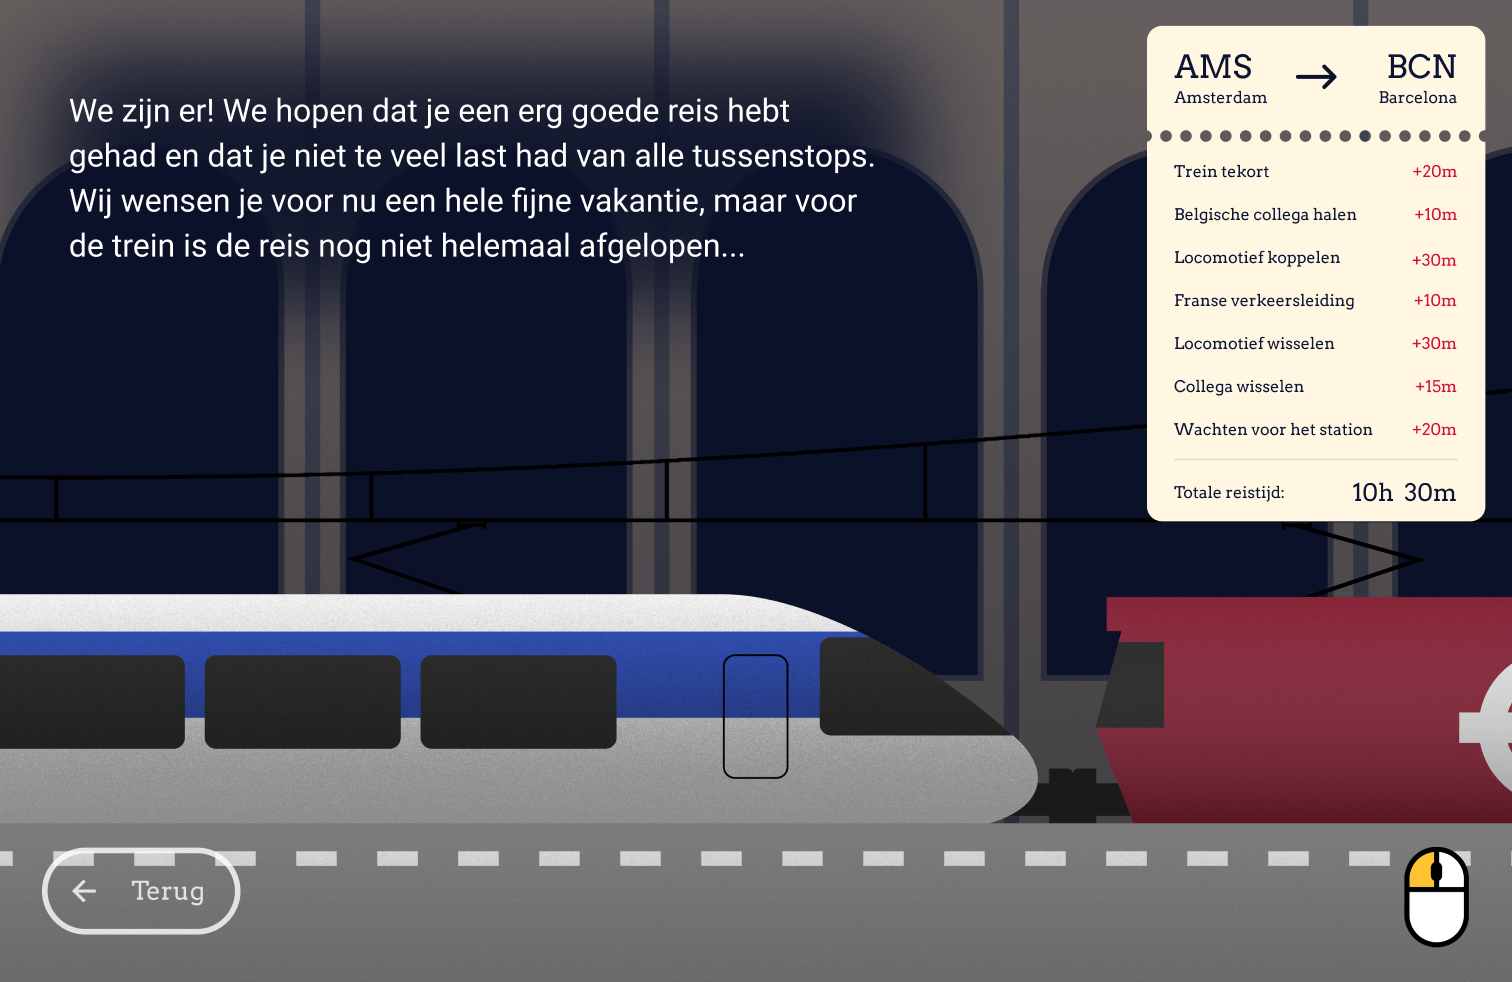 We zijn er! We hopen dat je een erg goede reis hebt
gehad en dat je niet te veel last had van alle tussenstops.
Wij wensen je voor nu een hele fijne vakantie, maar voor
de trein is de reis nog niet helemaal afgelopen...
AMS → BCN
Amsterdam Barcelona
Trein tekort +20m
Belgische collega halen +10m
Locomotief koppelen +30m
Franse verkeersleiding +10m
Locomotief wisselen +30m
Collega wisselen +15m
Wachten voor het station +20m
Totale reistijd: 10h 30m
← Terug